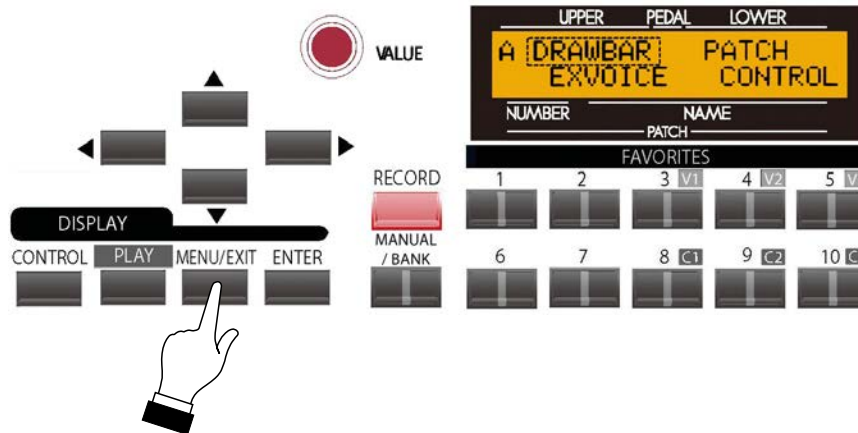 UPPER PEDAL LOWER
VALUE
A DRAWBAR PATCH
EXVOICE CONTROL
NUMBER NAME
PATCH
FAVORITES
RECORD 1 2 3 V1 4 V2 5 V
DISPLAY
MANUAL
/ BANK
CONTROL PLAY MENU/EXIT ENTER
6 7 8 C1 9 C2 10 C